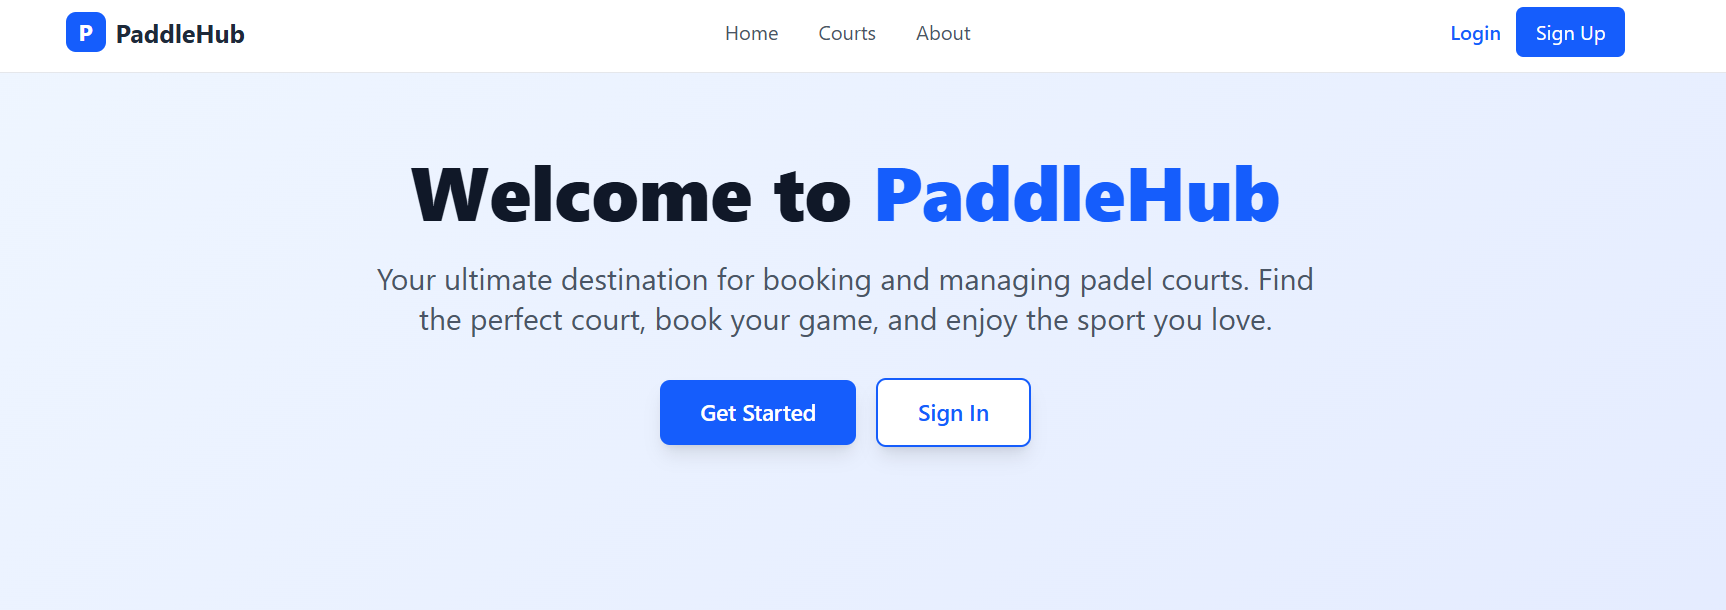 P PaddleHub Home Courts About Login Sign Up
Welcome to PaddleHub
Your ultimate destination for booking and managing padel courts. Find
the perfect court, book your game, and enjoy the sport you love.
Get Started Sign In